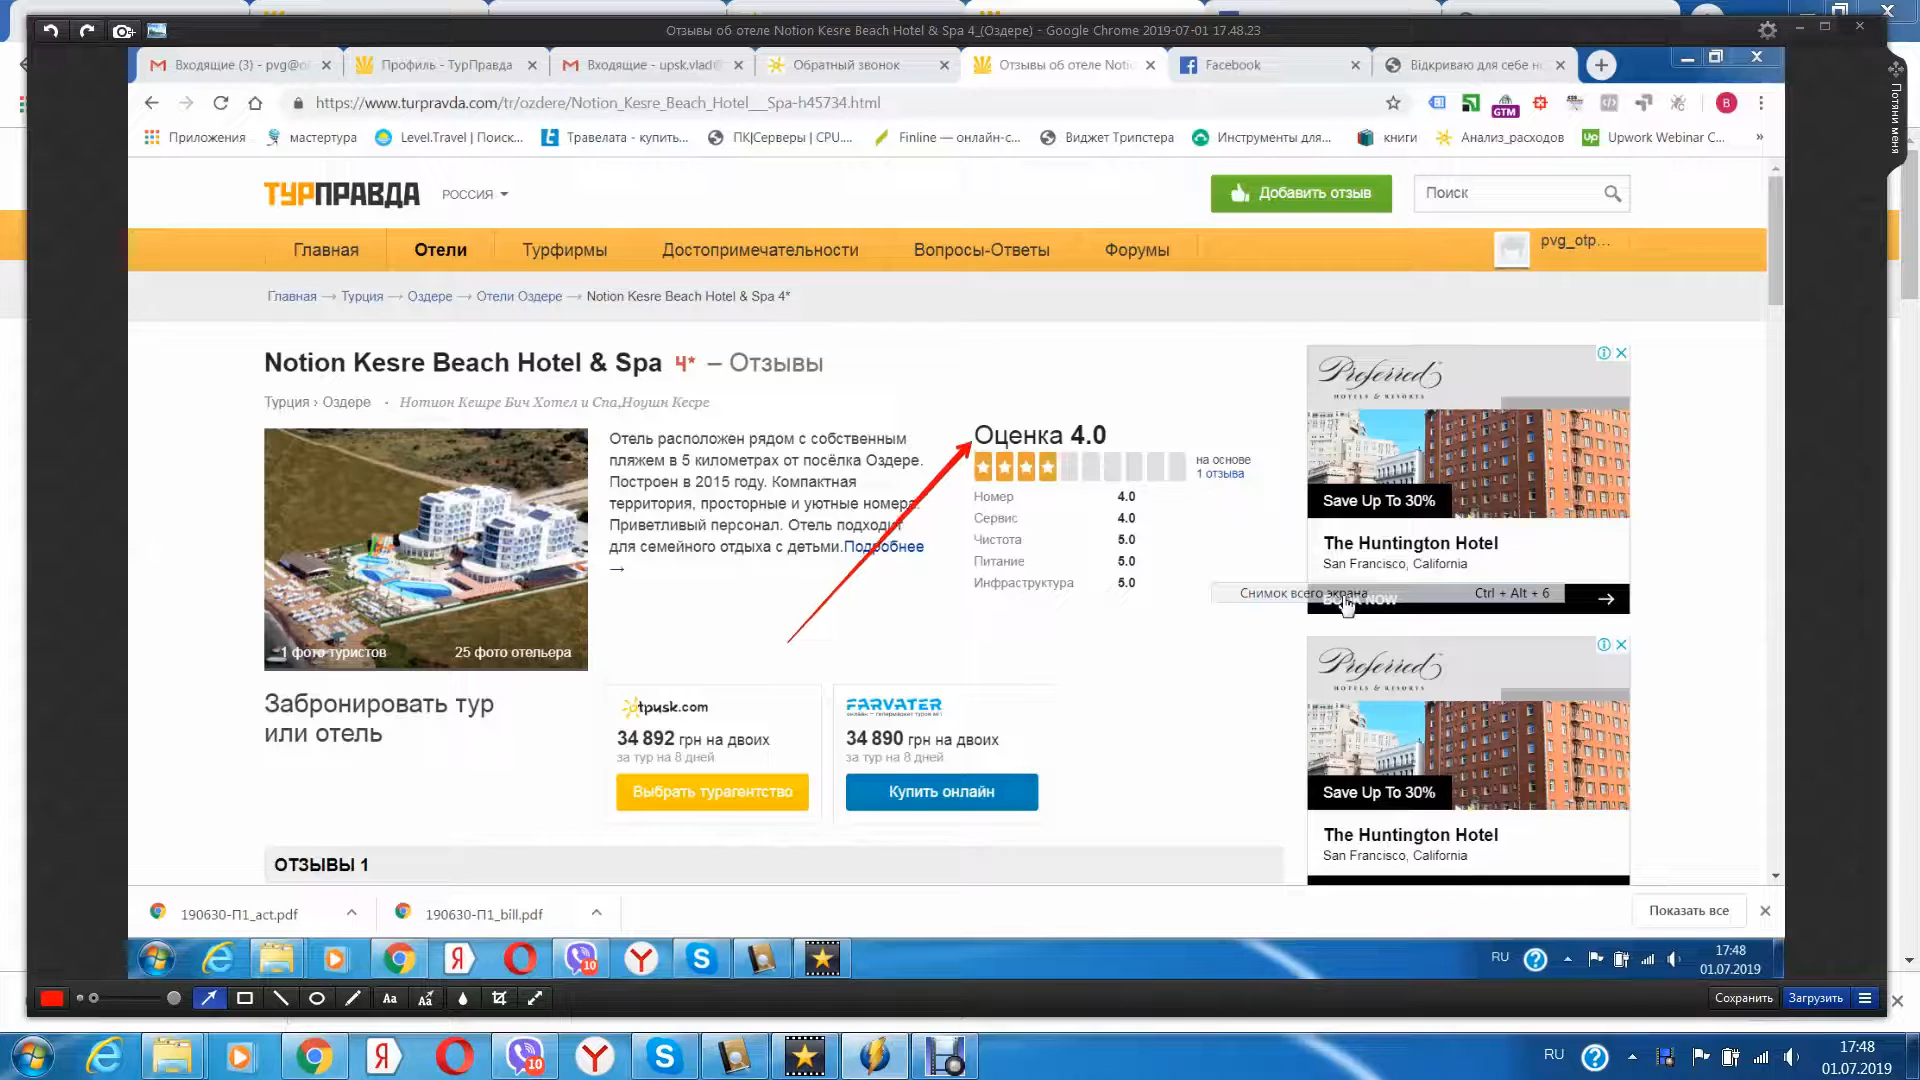 Отзывы об отеле Notion Kesre Beach Hotel & Spa 4_(Оздере) - Google Chrome 2019-07-01 17.48.23
Входящие (3) - pvg@o
Профиль - ТурПравда
Входящие - upsk.vlad@
Обратный звонок
Отзывы об отеле Notio
Facebook
Відкриваю для себе н
Потяни меня
https://www.turpravda.com/tr/ozdere/Notion_Kesre_Beach_Hotel___Spa-h45734.html
GTM
B
Приложения
мастертура
Level.Travel | Поиск...
Травелата - купить...
ПК|Серверы | CPU....
Finline — онлайн-с...
Виджет Трипстера
Инструменты для...
книги
Анализ_расходов
Upwork Webinar C...
»
ТУРПРАВДА
РОССИЯ
Добавить отзыв
Поиск
Главная
Отели
Турфирмы
Достопримечательности
Вопросы-Ответы
Форумы
pvg_otp...
Главная → Турция → Оздере → Отели Оздере → Notion Kesre Beach Hotel & Spa 4*
Notion Kesre Beach Hotel & Spa 4* – Отзывы
Турция › Оздере · Нотион Кешре Бич Хотел и Спа,Ноушн Кесре
1 фото туристов
25 фото отельера
Отель расположен рядом с собственным
пляжем в 5 километрах от посёлка Оздере.
Построен в 2015 году. Компактная
территория, просторные и уютные номера.
Приветливый персонал. Отель подходит
для семейного отдыха с детьми.Подробнее
→
Оценка 4.0
на основе
1 отзыва
Номер 4.0
Сервис 4.0
Чистота 5.0
Питание 5.0
Инфраструктура 5.0
Preferred
HOTELS & RESORTS
Save Up To 30%
The Huntington Hotel
San Francisco, California
Снимок всего экрана Ctrl + Alt + 6
NOW
Preferred
HOTELS & RESORTS
Save Up To 30%
The Huntington Hotel
San Francisco, California
Забронировать тур
или отель
otpusk.com
34 892 грн на двоих
за тур на 8 дней
Выбрать турагентство
FARVATER
34 890 грн на двоих
за тур на 8 дней
Купить онлайн
ОТЗЫВЫ 1
190630-П1_act.pdf
190630-П1_bill.pdf
Показать все
10
RU
17:48
01.07.2019
Aa
Aa
Сохранить
Загрузить
10
RU
17:48
01.07.2019